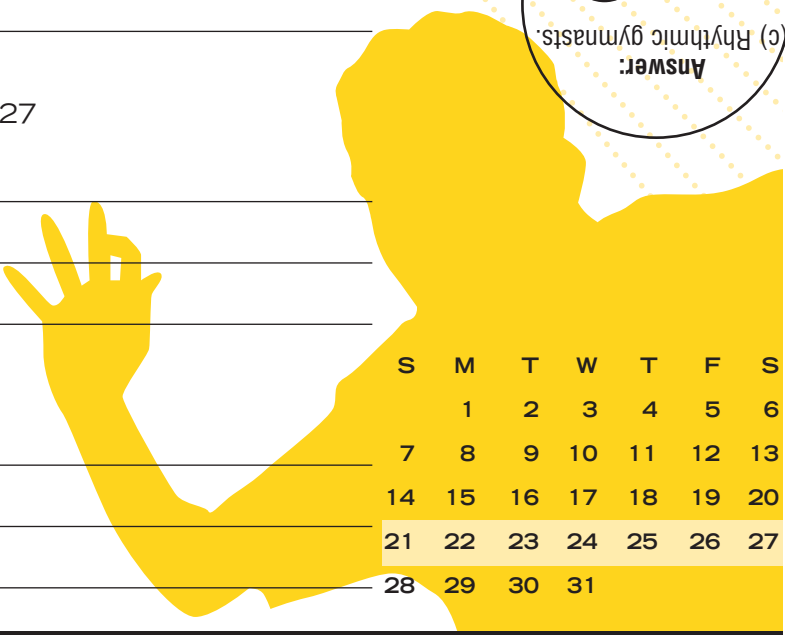 Answer:
(c) Rhythmic gymnasts.
27
S M T W T F S
1 2 3 4 5 6
7 8 9 10 11 12 13
14 15 16 17 18 19 20
21 22 23 24 25 26 27
28 29 30 31